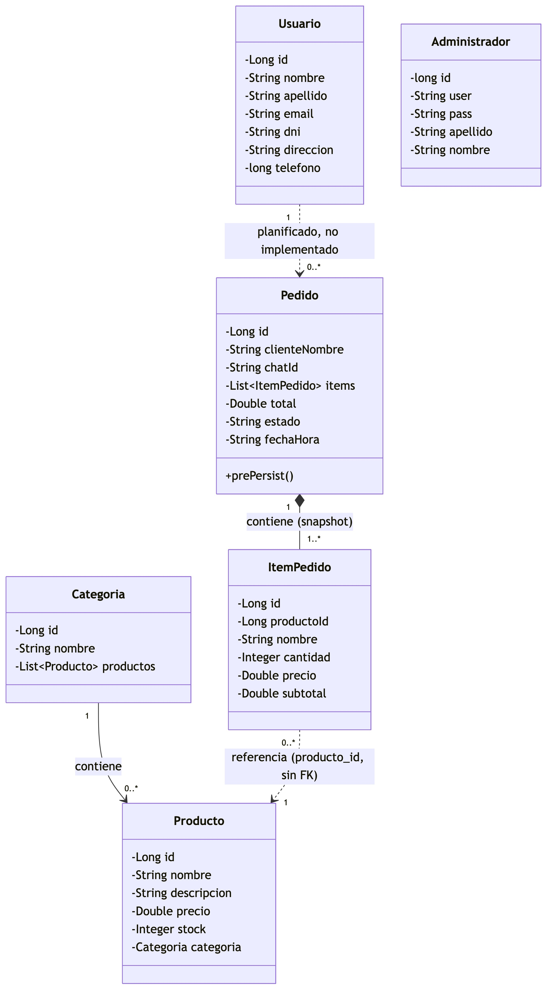 Usuario
-Long id
-String nombre
-String apellido
-String email
-String dni
-String direccion
-long telefono
Administrador
-long id
-String user
-String pass
-String apellido
-String nombre
1
planificado, no
implementado
0..*
Pedido
-Long id
-String clienteNombre
-String chatId
-List<ItemPedido> items
-Double total
-String estado
-String fechaHora
+prePersist()
1
contiene (snapshot)
1..*
ItemPedido
-Long id
-Long productoId
-String nombre
-Integer cantidad
-Double precio
-Double subtotal
Categoria
-Long id
-String nombre
-List<Producto> productos
1
contiene
0..*
0..*
referencia (producto_id,
sin FK)
1
Producto
-Long id
-String nombre
-String descripcion
-Double precio
-Integer stock
-Categoria categoria